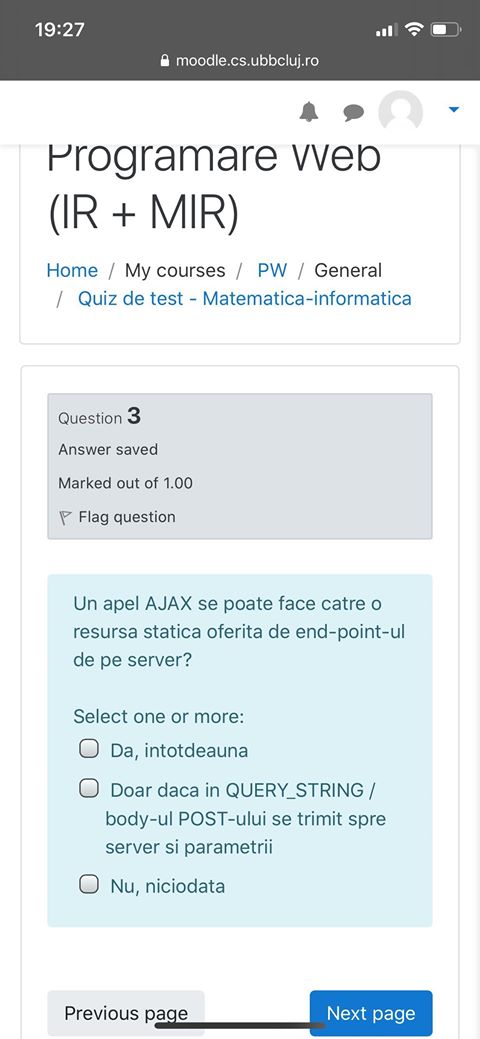 19:27
moodle.cs.ubbcluj.ro
Programare Web
(IR + MIR)
Home / My courses / PW / General
/ Quiz de test - Matematica-informatica
Question 3
Answer saved
Marked out of 1.00
Flag question
Un apel AJAX se poate face catre o
resursa statica oferita de end-point-ul
de pe server?
Select one or more:
Da, intotdeauna
Doar daca in QUERY_STRING /
body-ul POST-ului se trimit spre
server si parametrii
Nu, niciodata
Previous page
Next page